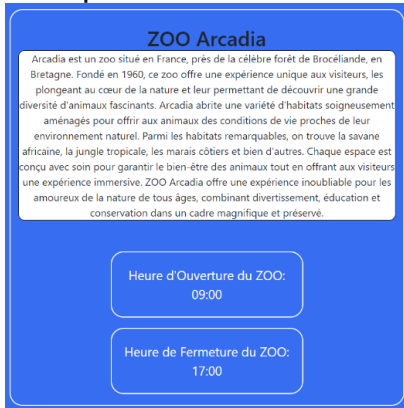 ZOO Arcadia
Arcadia est un zoo situé en France, près de la célèbre forêt de Brocéliande, en
Bretagne. Fondé en 1960, ce zoo offre une expérience unique aux visiteurs, les
plongeant au cœur de la nature et leur permettant de découvrir une grande
diversité d'animaux fascinants. Arcadia abrite une variété d'habitats soigneusement
aménagés pour offrir aux animaux des conditions de vie proches de leur
environnement naturel. Parmi les habitats remarquables, on trouve la savane
africaine, la jungle tropicale, les marais côtiers et bien d'autres. Chaque espace est
conçu avec soin pour garantir le bien-être des animaux tout en offrant aux visiteurs
une expérience immersive. ZOO Arcadia offre une expérience inoubliable pour les
amoureux de la nature de tous âges, combinant divertissement, éducation et
conservation dans un cadre magnifique et préservé.
Heure d'Ouverture du ZOO:
09:00
Heure de Fermeture du ZOO:
17:00